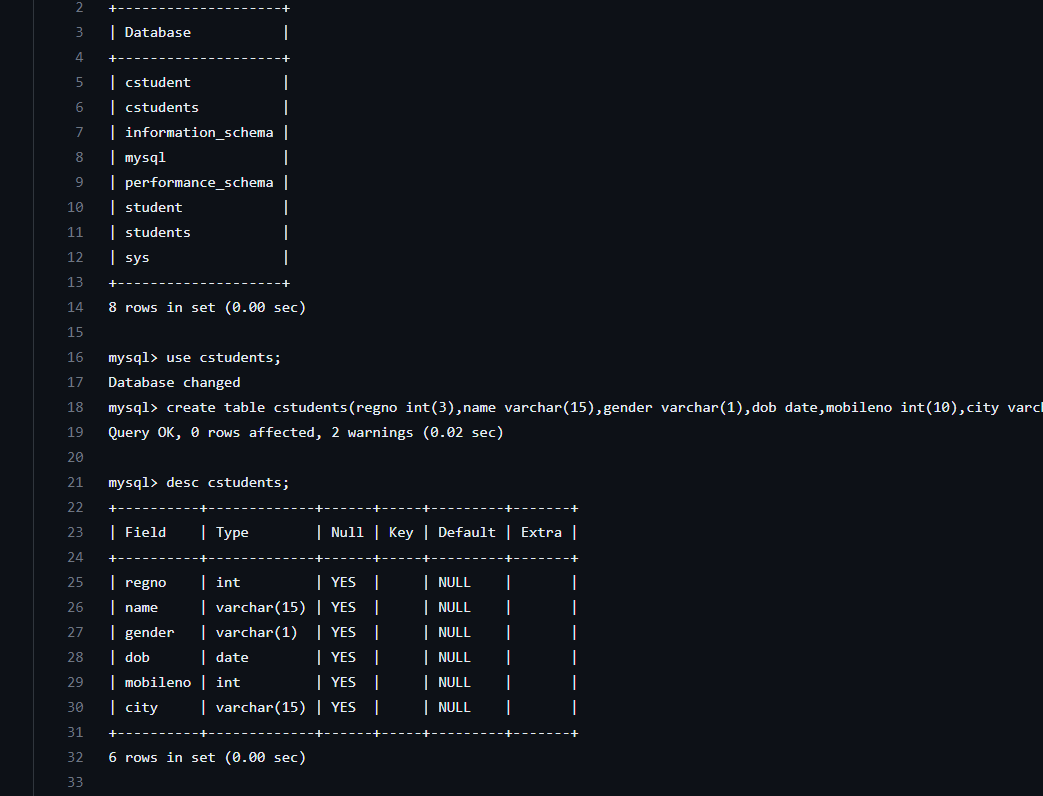 2 +--------------------+
3 | Database           |
4 +--------------------+
5 | cstudent           |
6 | cstudents          |
7 | information_schema |
8 | mysql              |
9 | performance_schema |
10 | student            |
11 | students           |
12 | sys                |
13 +--------------------+
14 8 rows in set (0.00 sec)
15
16 mysql> use cstudents;
17 Database changed
18 mysql> create table cstudents(regno int(3),name varchar(15),gender varchar(1),dob date,mobileno int(10),city
19 Query OK, 0 rows affected, 2 warnings (0.02 sec)
20
21 mysql> desc cstudents;
22 +----------+-------------+------+-----+---------+-------+
23 | Field    | Type        | Null | Key | Default | Extra |
24 +----------+-------------+------+-----+---------+-------+
25 | regno    | int         | YES  |     | NULL    |       |
26 | name     | varchar(15) | YES  |     | NULL    |       |
27 | gender   | varchar(1)  | YES  |     | NULL    |       |
28 | dob      | date        | YES  |     | NULL    |       |
29 | mobileno | int         | YES  |     | NULL    |       |
30 | city     | varchar(15) | YES  |     | NULL    |       |
31 +----------+-------------+------+-----+---------+-------+
32 6 rows in set (0.00 sec)
33